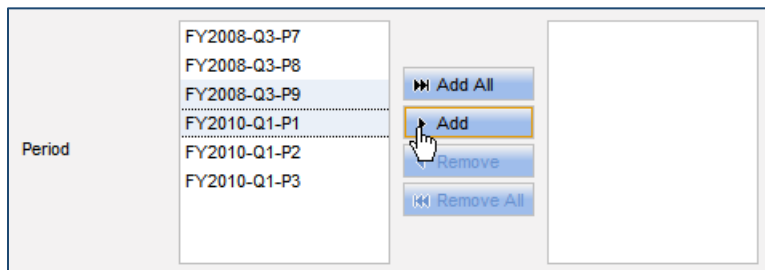 Period
FY2008-Q3-P7
FY2008-Q3-P8
FY2008-Q3-P9
FY2010-Q1-P1
FY2010-Q1-P2
FY2010-Q1-P3
Add All
Add
Remove
Remove All